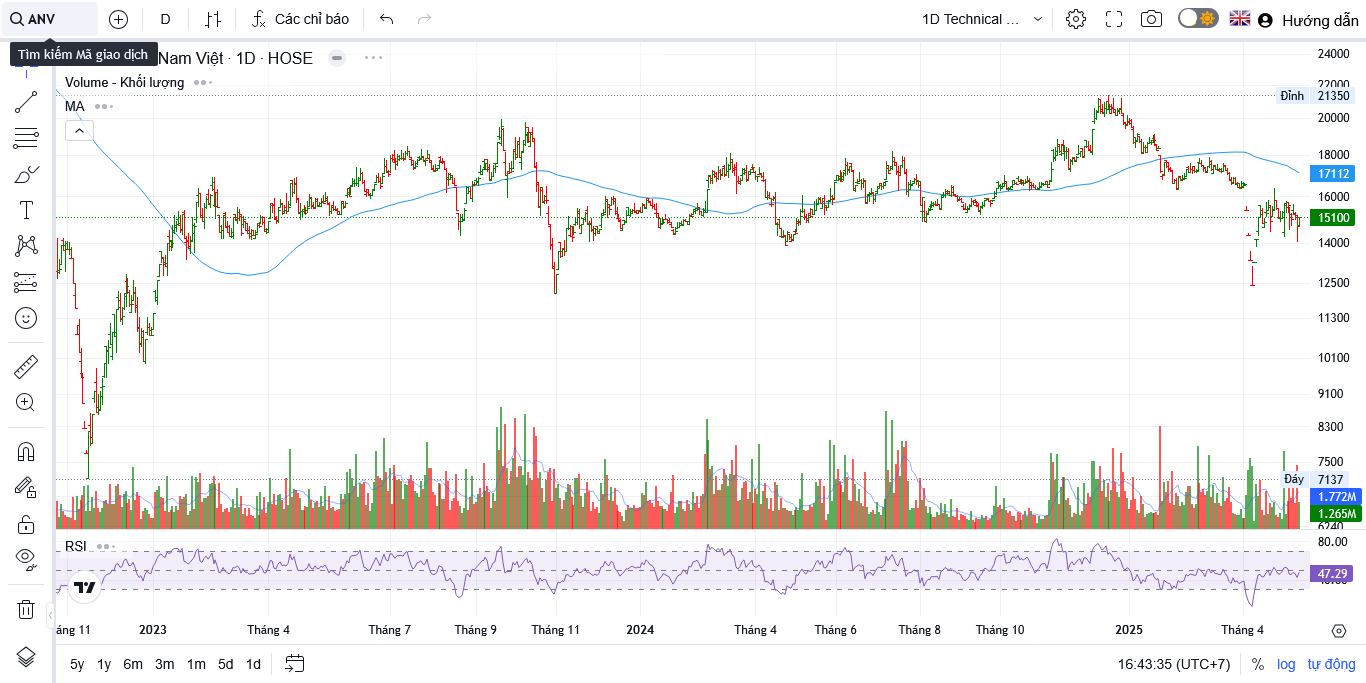 ANV
D
Các chỉ báo
1D Technical ...
Hướng dẫn
Tìm kiếm Mã giao dịch
Nam Việt · 1D · HOSE
Volume - Khối lượng
MA
24000
22000
Đỉnh 21350
20000
18000
17112
16000
15100
14000
12500
11300
10100
9100
8300
7500
Đáy 7137
1.772M
1.265M
6240
RSI
80.00
47.29
áng 11 2023 Tháng 4 Tháng 7 Tháng 9 Tháng 11 2024 Tháng 4 Tháng 6 Tháng 8 Tháng 10 2025 Tháng 4
5y 1y 6m 3m 1m 5d 1d
16:43:35 (UTC+7) % log tự động